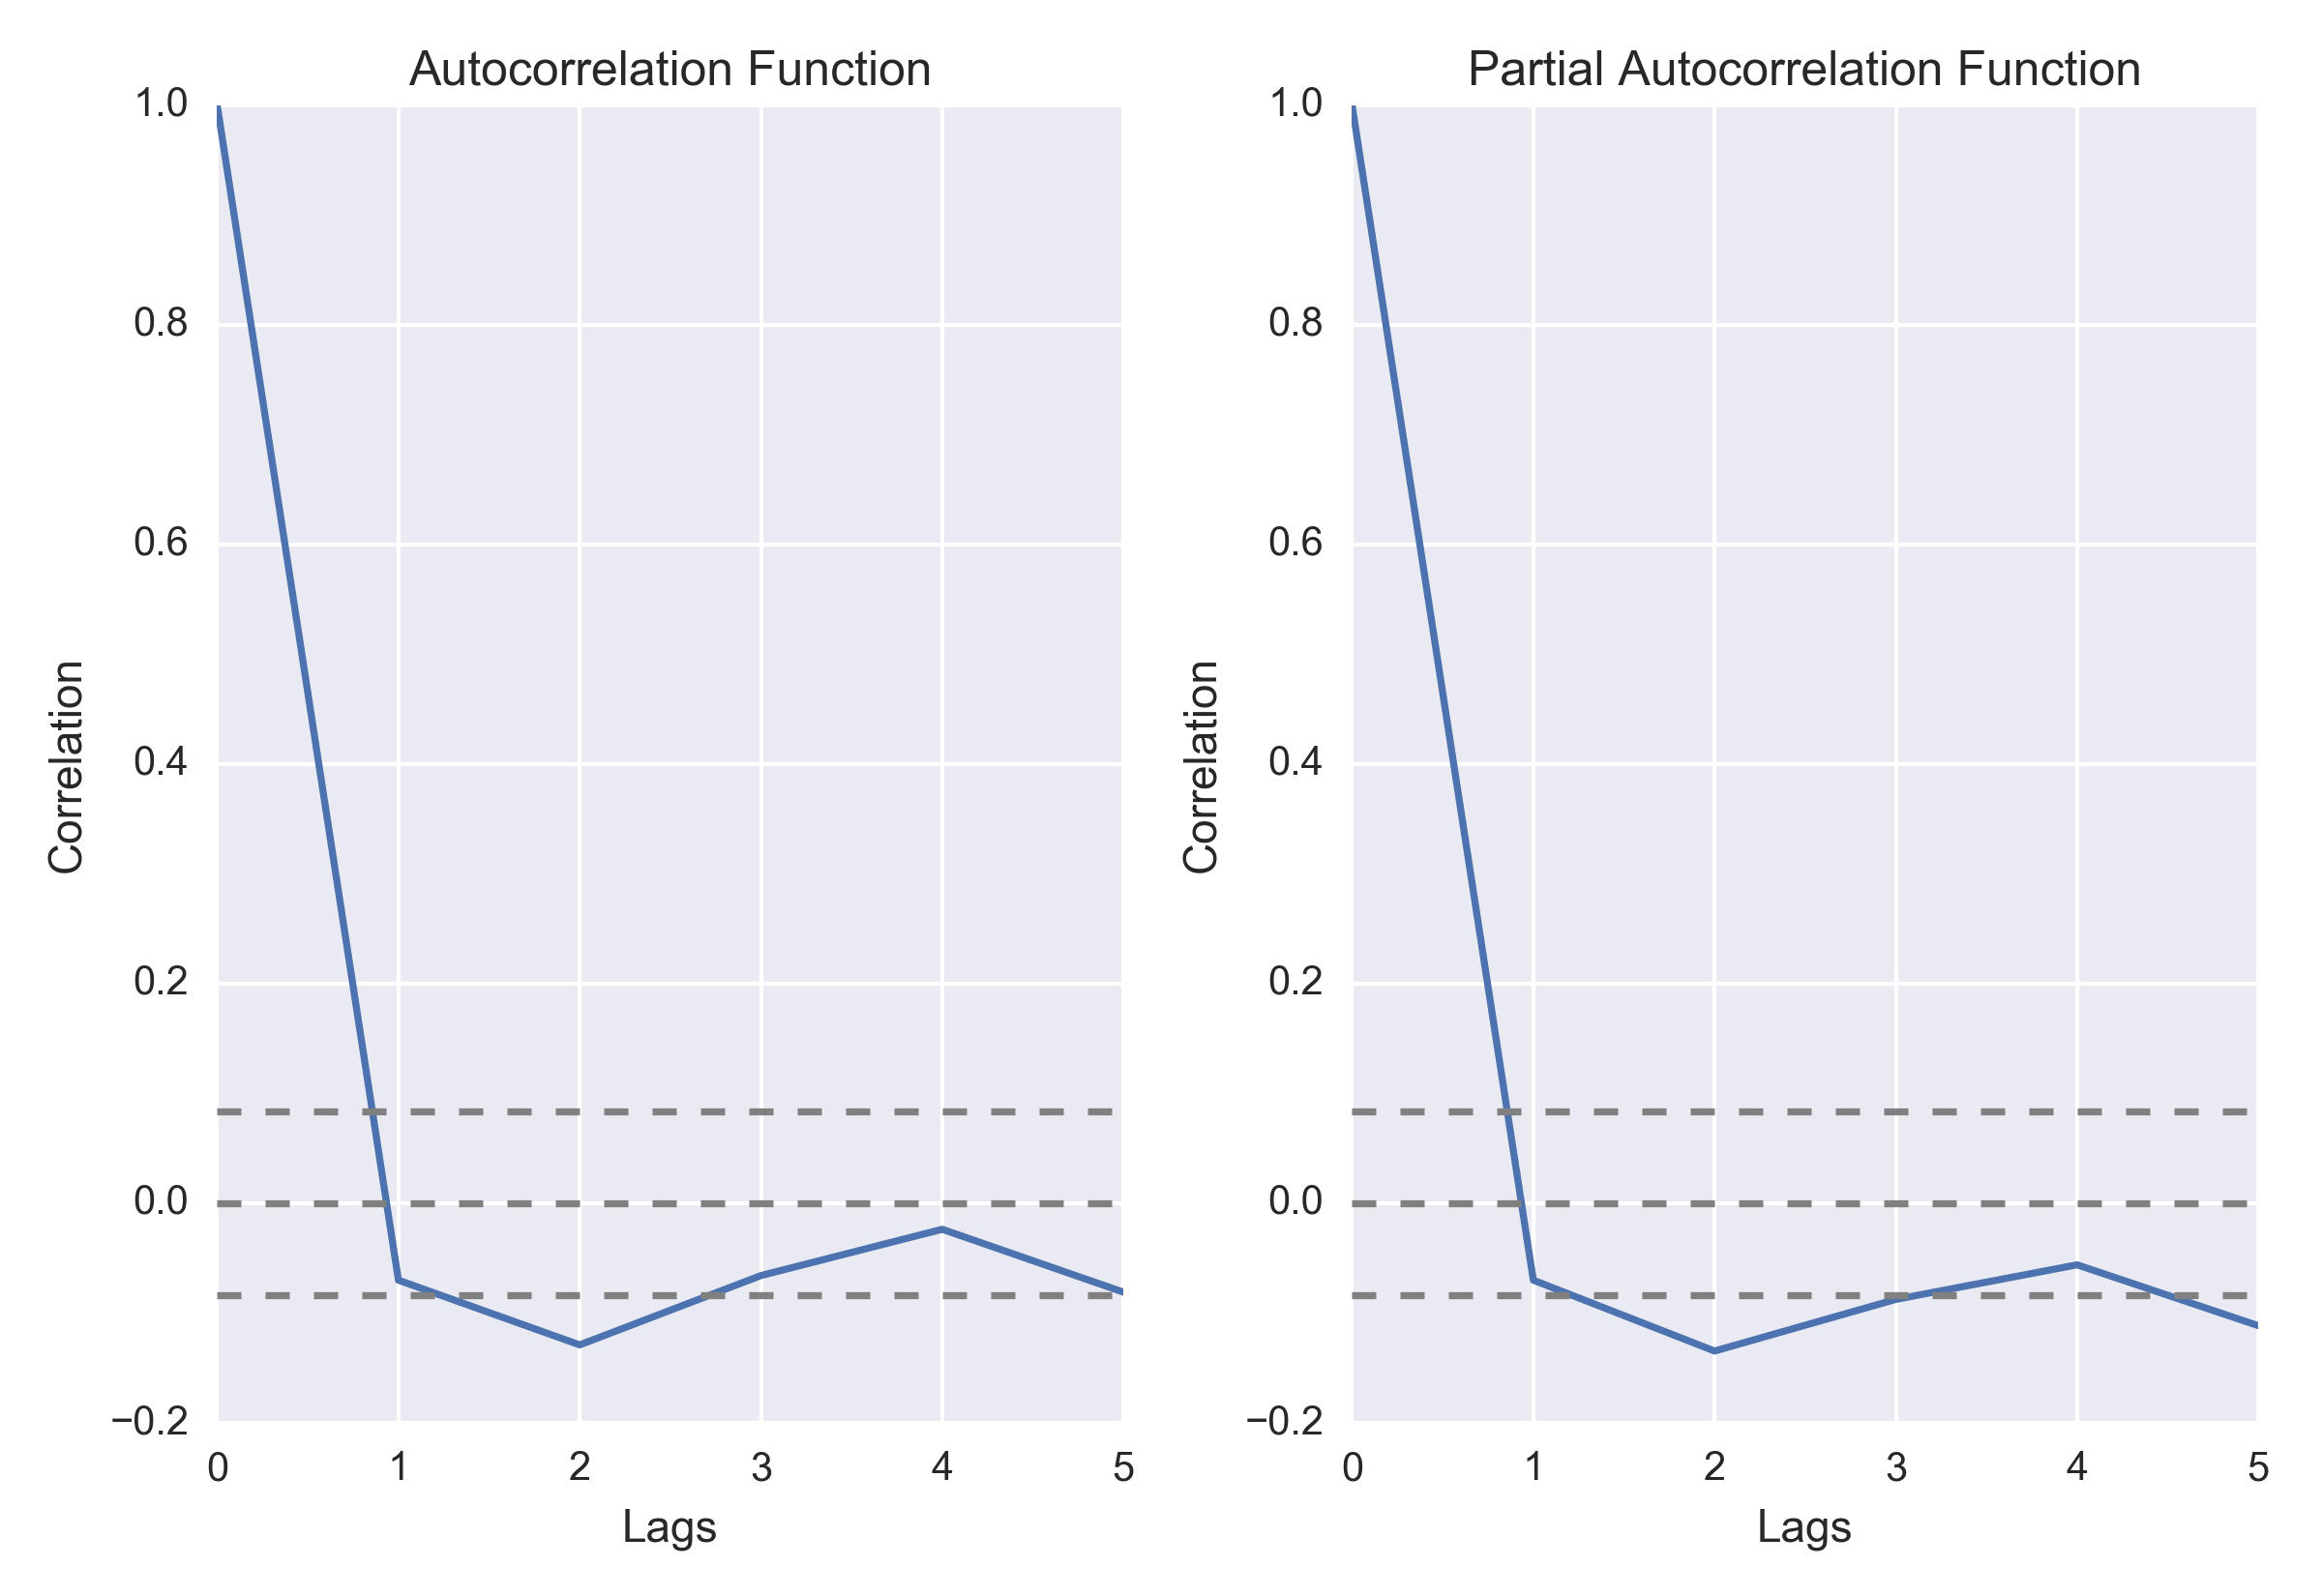 Autocorrelation Function
1.0
0.8
0.6
0.4
0.2
0.0
−0.2
Correlation
0 1 2 3 4 5
Lags
Partial Autocorrelation Function
1.0
0.8
0.6
0.4
0.2
0.0
−0.2
Correlation
0 1 2 3 4 5
Lags